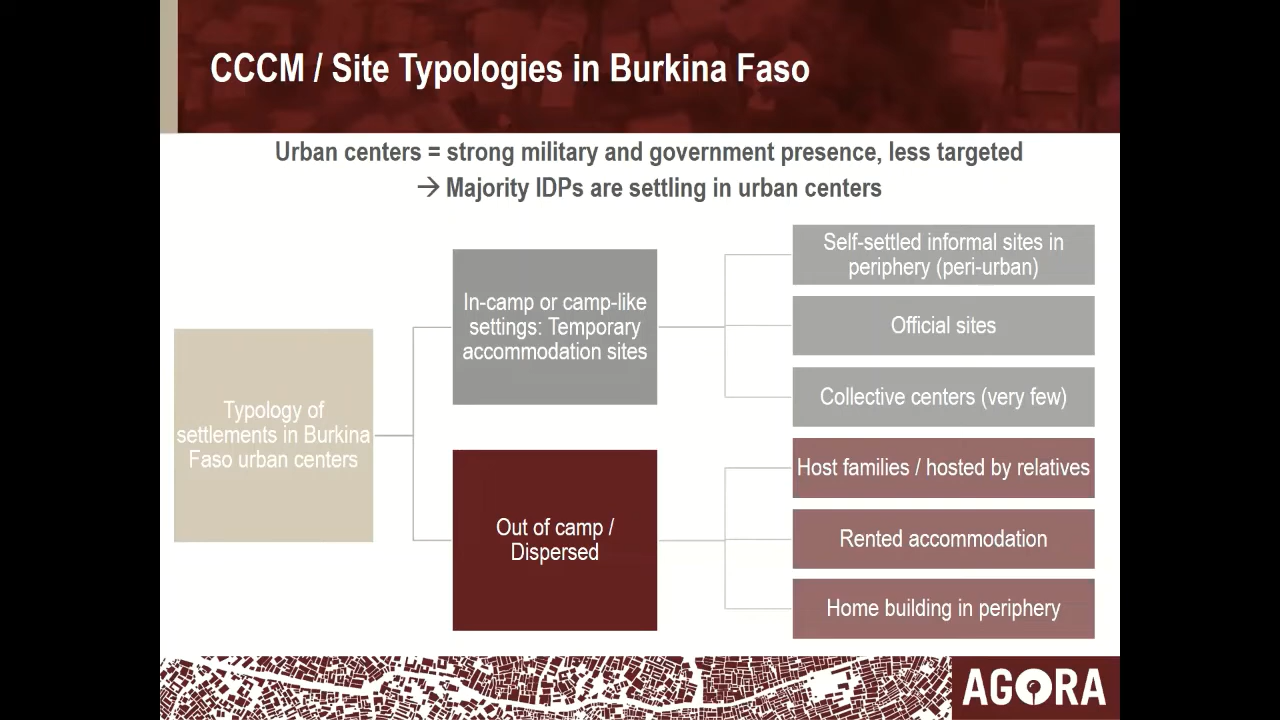 CCCM / Site Typologies in Burkina Faso
Urban centers = strong military and government presence, less targeted
→ Majority IDPs are settling in urban centers
Typology of
settlements in Burkina
Faso urban centers
In-camp or camp-like
settings: Temporary
accommodation sites
Self-settled informal sites in
periphery (peri-urban)
Official sites
Collective centers (very few)
Out of camp /
Dispersed
Host families / hosted by relatives
Rented accommodation
Home building in periphery
AGORA